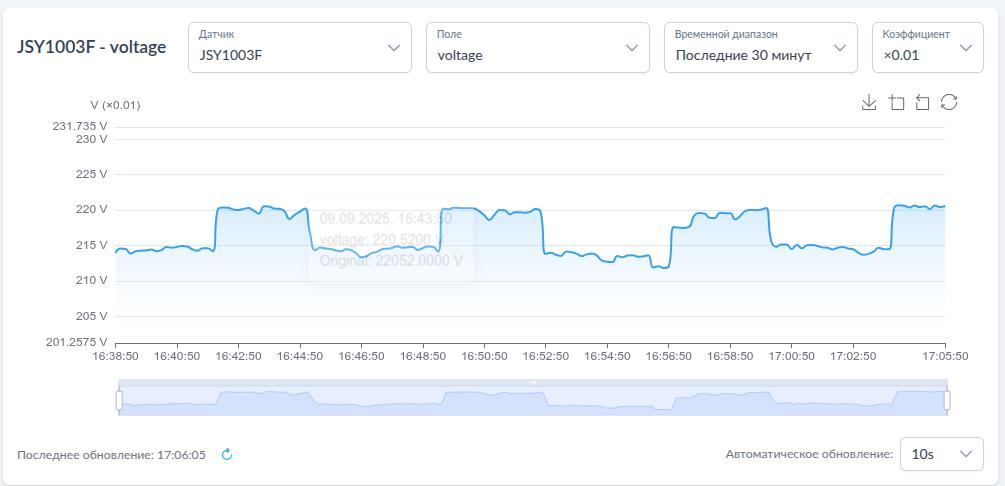 JSY1003F - voltage
Датчик
JSY1003F
Поле
voltage
Временной диапазон
Последние 30 минут
Коэффициент
×0.01
V (×0.01)
231.735 V
230 V
225 V
220 V
215 V
210 V
205 V
201.2575 V
09.09.2025, 16:43:50
voltage: 220.5200 V
Original: 22052.0000 V
16:38:50 16:40:50 16:42:50 16:44:50 16:46:50 16:48:50 16:50:50 16:52:50 16:54:50 16:56:50 16:58:50 17:00:50 17:02:50 17:05:50
Последнее обновление: 17:06:05
Автоматическое обновление:
10s